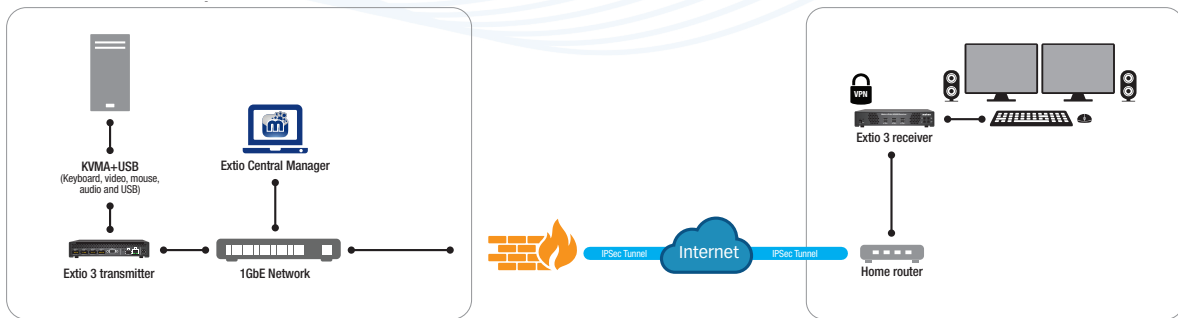 KVMA+USB
(Keyboard, video, mouse,
audio and USB)
Extio 3 transmitter
m
Extio Central Manager
1GbE Network
IPSec Tunnel
Internet
IPSec Tunnel
VPN
Extio 3 receiver
Home router